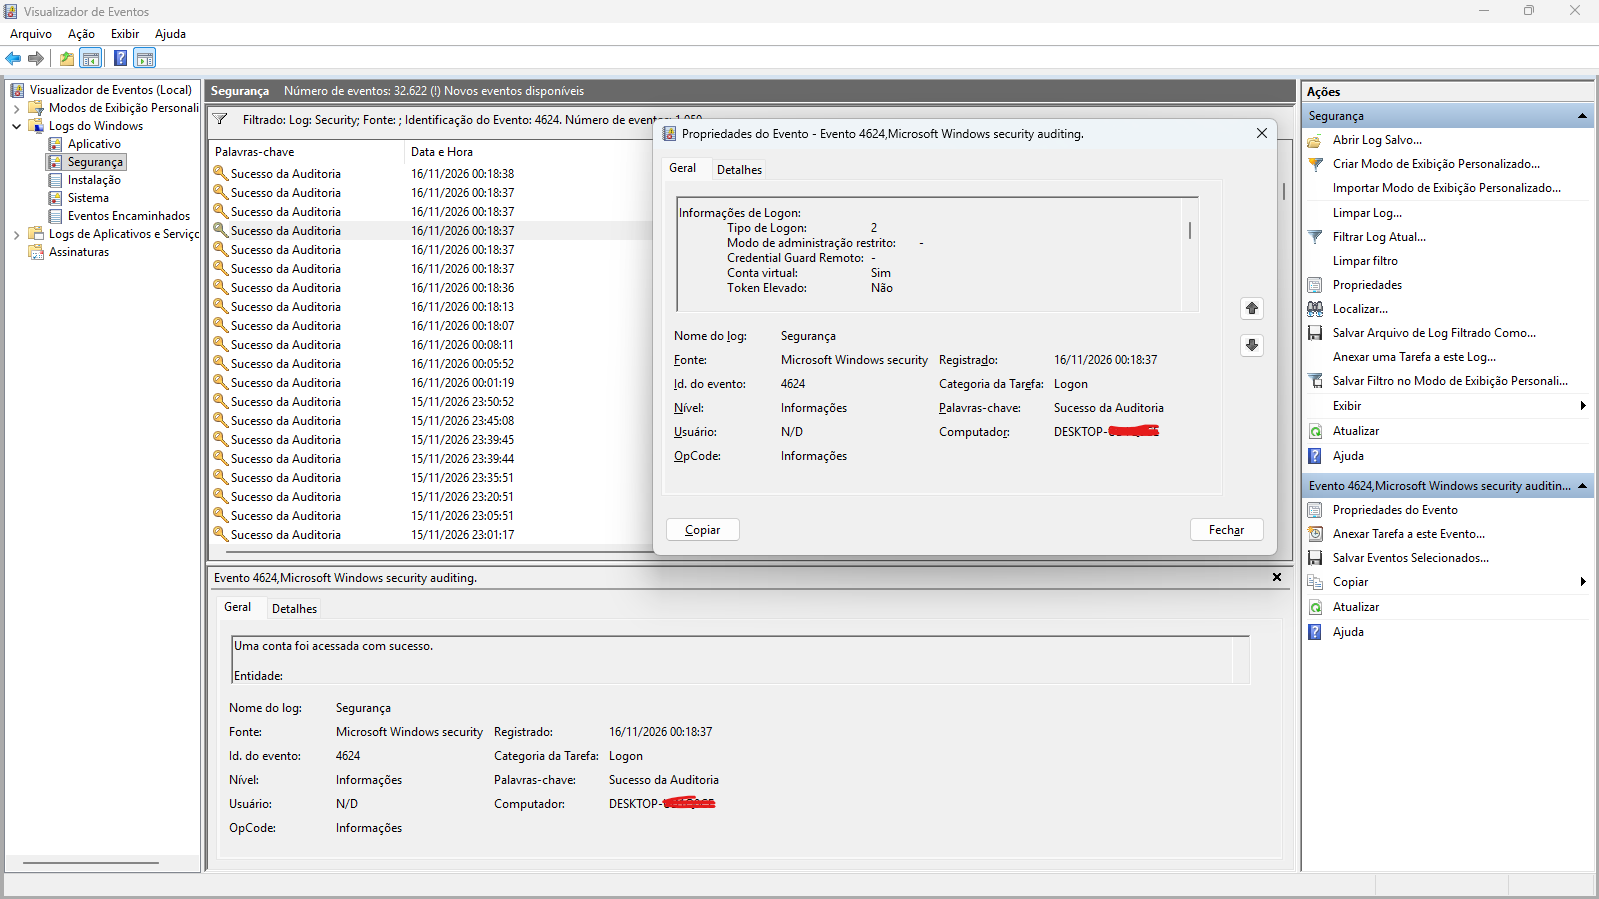 Visualizador de Eventos
Arquivo Ação Exibir Ajuda
Visualizador de Eventos (Local)
Modos de Exibição Personali
Logs do Windows
Aplicativo
Segurança
Instalação
Sistema
Eventos Encaminhados
Logs de Aplicativos e Serviço
Assinaturas
Segurança Número de eventos: 32.622 (!) Novos eventos disponíveis
Filtrado: Log: Security; Fonte: ; Identificação do Evento: 4624. Número de eventos: 1.050
Palavras-chave Data e Hora
Sucesso da Auditoria 16/11/2026 00:18:38
Sucesso da Auditoria 16/11/2026 00:18:37
Sucesso da Auditoria 16/11/2026 00:18:37
Sucesso da Auditoria 16/11/2026 00:18:37
Sucesso da Auditoria 16/11/2026 00:18:37
Sucesso da Auditoria 16/11/2026 00:18:37
Sucesso da Auditoria 16/11/2026 00:18:36
Sucesso da Auditoria 16/11/2026 00:18:13
Sucesso da Auditoria 16/11/2026 00:18:07
Sucesso da Auditoria 16/11/2026 00:08:11
Sucesso da Auditoria 16/11/2026 00:05:52
Sucesso da Auditoria 16/11/2026 00:01:19
Sucesso da Auditoria 15/11/2026 23:50:52
Sucesso da Auditoria 15/11/2026 23:45:08
Sucesso da Auditoria 15/11/2026 23:39:45
Sucesso da Auditoria 15/11/2026 23:39:44
Sucesso da Auditoria 15/11/2026 23:35:51
Sucesso da Auditoria 15/11/2026 23:20:51
Sucesso da Auditoria 15/11/2026 23:05:51
Sucesso da Auditoria 15/11/2026 23:01:17
Propriedades do Evento - Evento 4624,Microsoft Windows security auditing.
Geral Detalhes
Informações de Logon:
Tipo de Logon: 2
Modo de administração restrito: -
Credential Guard Remoto: -
Conta virtual: Sim
Token Elevado: Não
Nome do log: Segurança
Fonte: Microsoft Windows security Registrado: 16/11/2026 00:18:37
Id. do evento: 4624 Categoria da Tarefa: Logon
Nível: Informações Palavras-chave: Sucesso da Auditoria
Usuário: N/D Computador: DESKTOP-
OpCode: Informações
Copiar Fechar
Evento 4624,Microsoft Windows security auditing.
Geral Detalhes
Uma conta foi acessada com sucesso.
Entidade:
Nome do log: Segurança
Fonte: Microsoft Windows security Registrado: 16/11/2026 00:18:37
Id. do evento: 4624 Categoria da Tarefa: Logon
Nível: Informações Palavras-chave: Sucesso da Auditoria
Usuário: N/D Computador: DESKTOP-
OpCode: Informações
Ações
Segurança
Abrir Log Salvo...
Criar Modo de Exibição Personalizado...
Importar Modo de Exibição Personalizado...
Limpar Log...
Filtrar Log Atual...
Limpar filtro
Propriedades
Localizar...
Salvar Arquivo de Log Filtrado Como...
Anexar uma Tarefa a este Log...
Salvar Filtro no Modo de Exibição Personali...
Exibir
Atualizar
Ajuda
Evento 4624,Microsoft Windows security auditin...
Propriedades do Evento
Anexar Tarefa a este Evento...
Salvar Eventos Selecionados...
Copiar
Atualizar
Ajuda